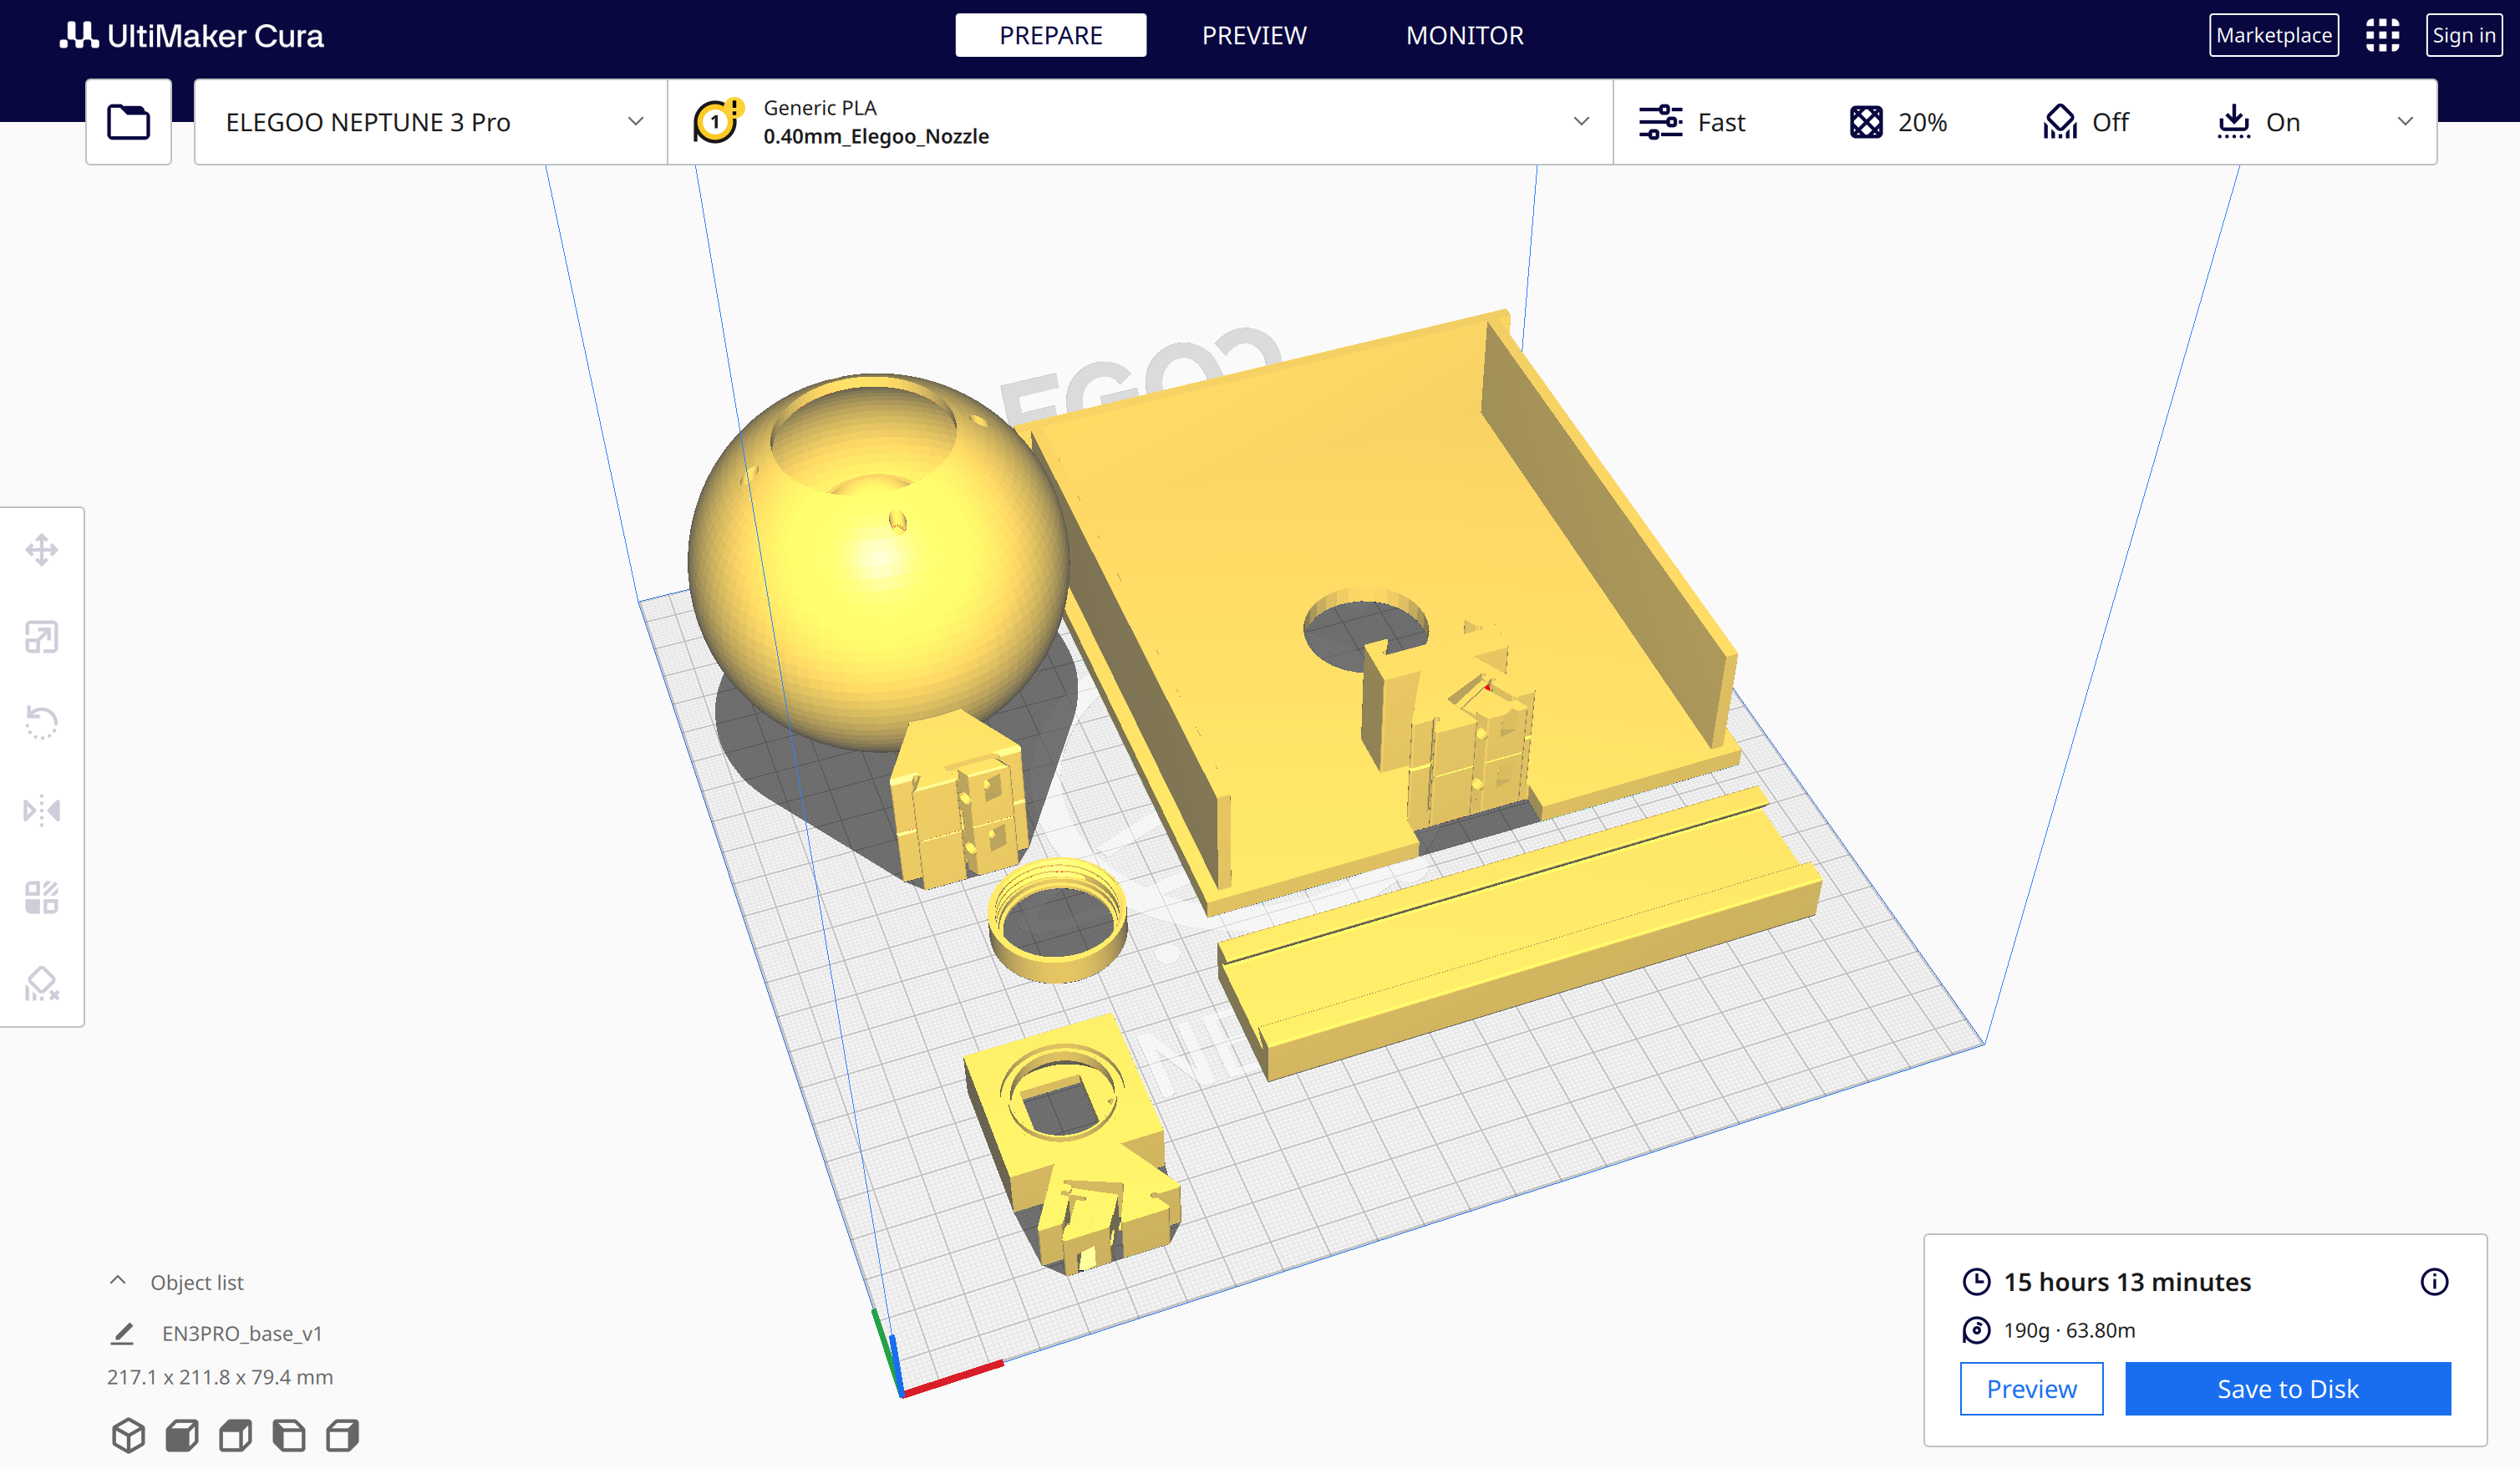 UltiMaker Cura
PREPARE
PREVIEW
MONITOR
Marketplace
Sign in
ELEGOO NEPTUNE 3 Pro
1
Generic PLA
0.40mm_Elegoo_Nozzle
Fast
20%
Off
On
Object list
EN3PRO_base_v1
217.1 x 211.8 x 79.4 mm
15 hours 13 minutes
190g · 63.80m
Preview
Save to Disk